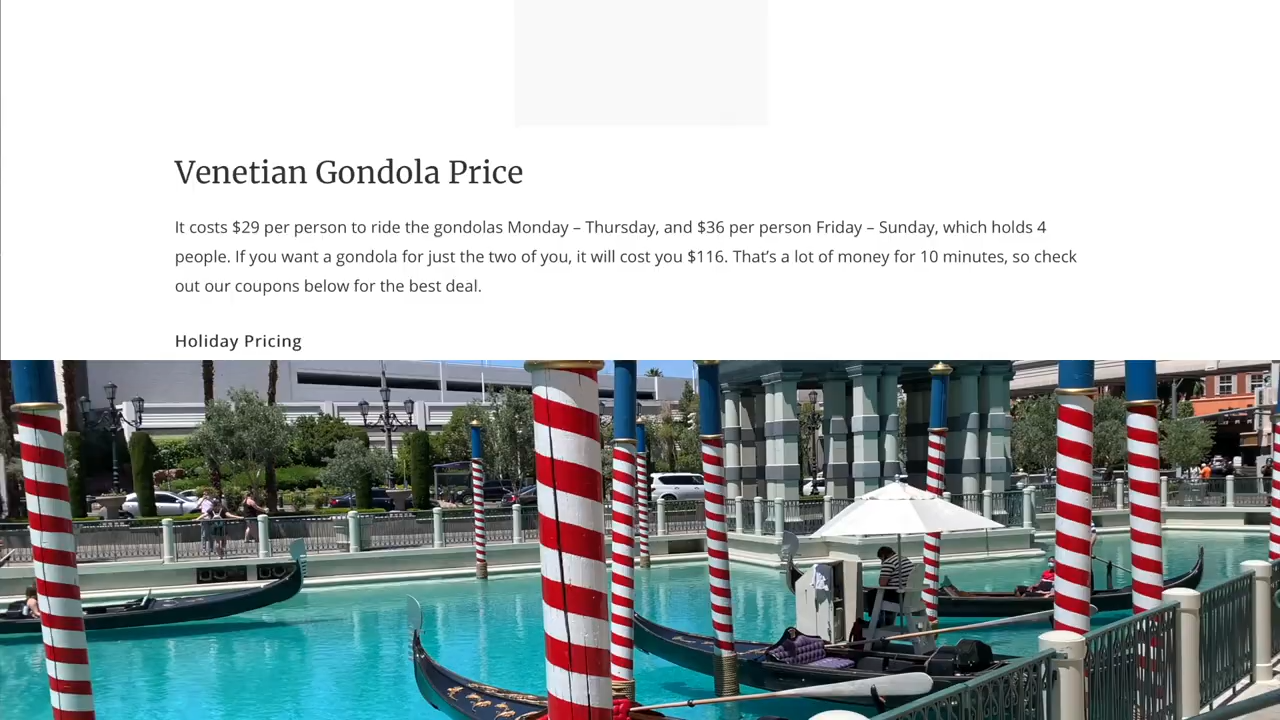 Venetian Gondola Price
It costs $29 per person to ride the gondolas Monday – Thursday, and $36 per person Friday – Sunday, which holds 4
people. If you want a gondola for just the two of you, it will cost you $116. That’s a lot of money for 10 minutes, so check
out our coupons below for the best deal.
Holiday Pricing